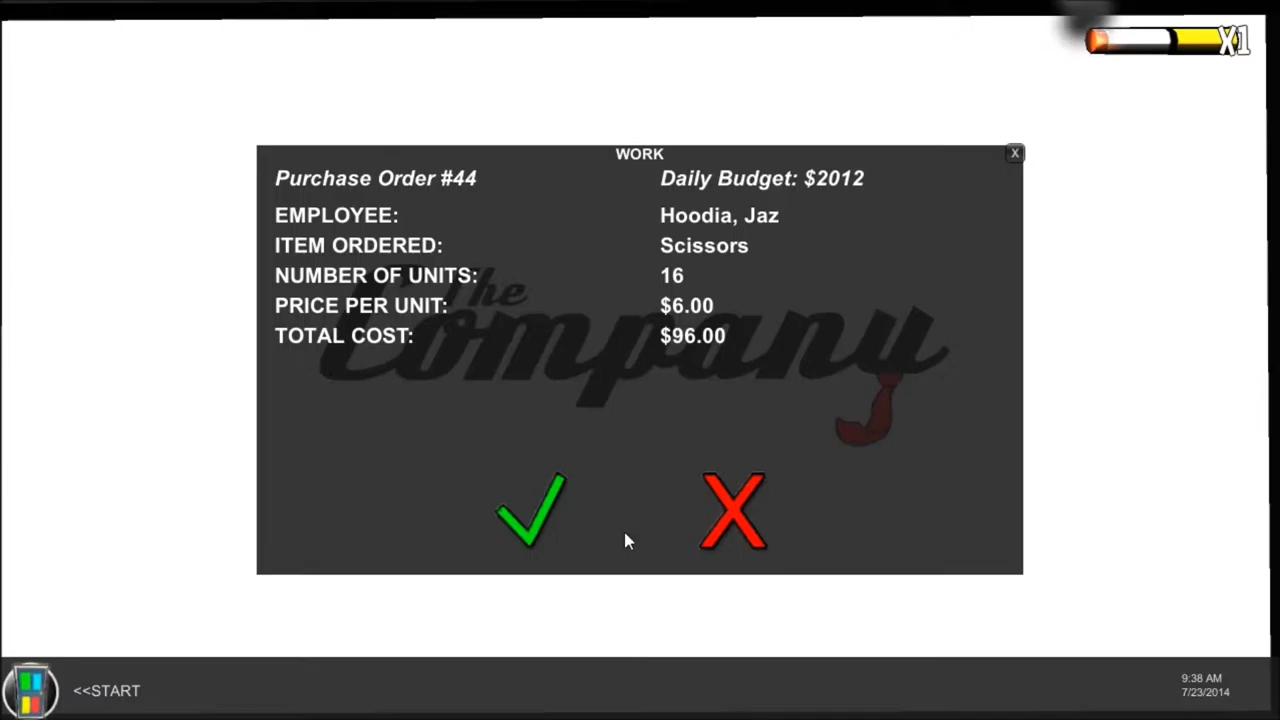 X1
WORK
X
Purchase Order #44 Daily Budget: $2012
EMPLOYEE: Hoodia, Jaz
ITEM ORDERED: Scissors
NUMBER OF UNITS: 16
PRICE PER UNIT: $6.00
TOTAL COST: $96.00
The
Company
<<START
9:38 AM
7/23/2014